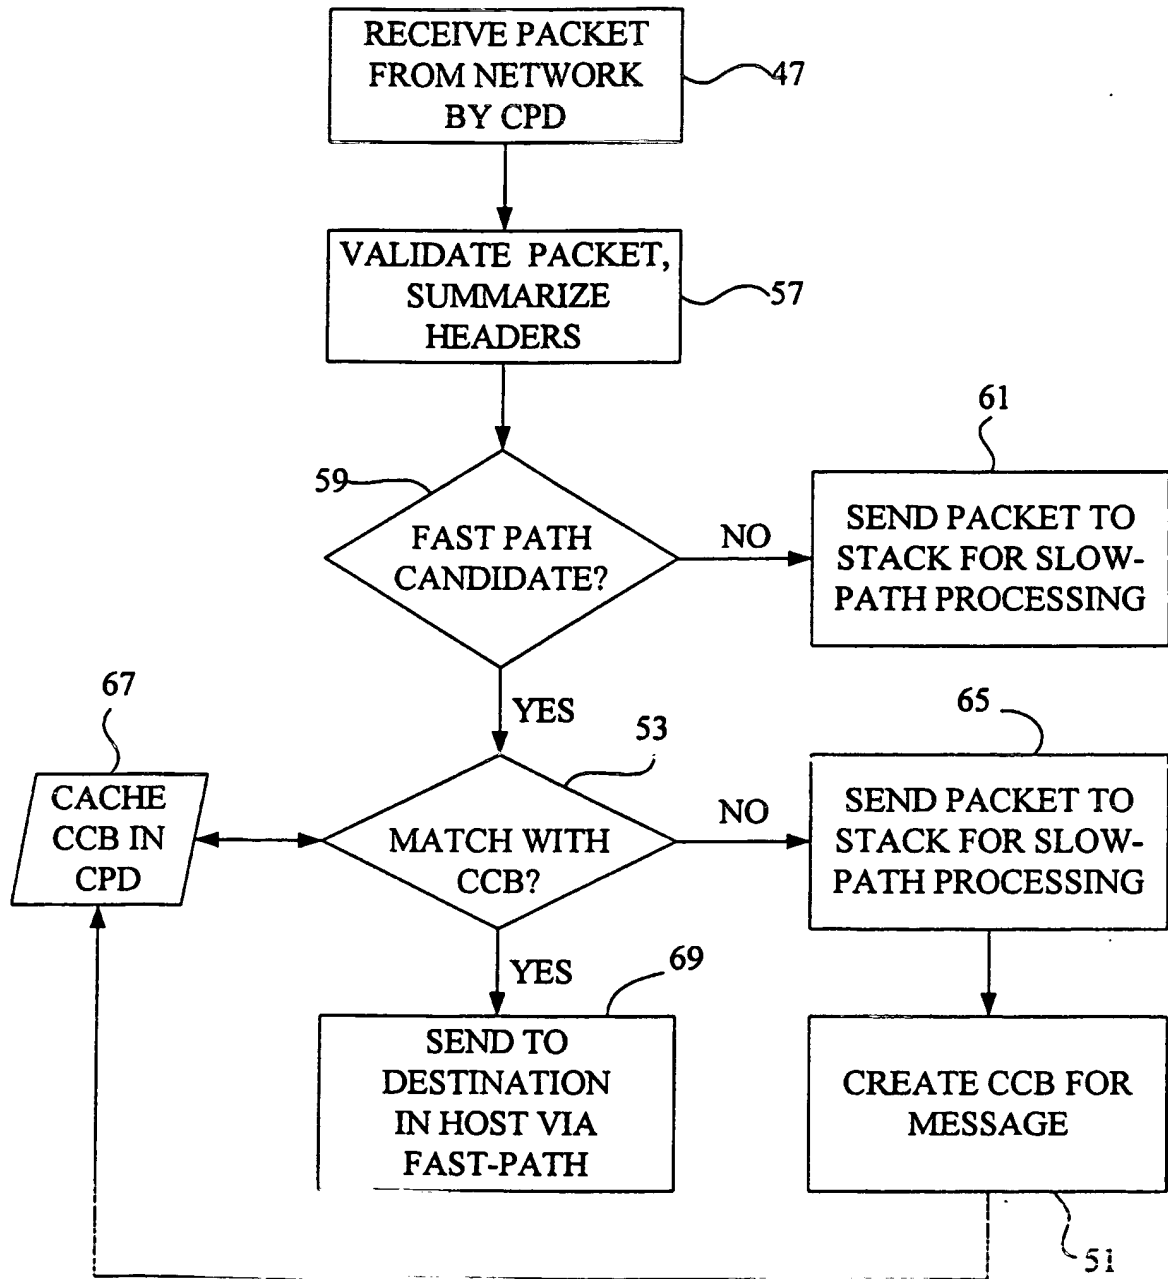 RECEIVE PACKET
FROM NETWORK
BY CPD
47
VALIDATE PACKET,
SUMMARIZE
HEADERS
57
59
FAST PATH
CANDIDATE?
NO
61
SEND PACKET TO
STACK FOR SLOW-
PATH PROCESSING
YES
67
CACHE
CCB IN
CPD
53
MATCH WITH
CCB?
NO
65
SEND PACKET TO
STACK FOR SLOW-
PATH PROCESSING
YES
69
SEND TO
DESTINATION
IN HOST VIA
FAST-PATH
CREATE CCB FOR
MESSAGE
51